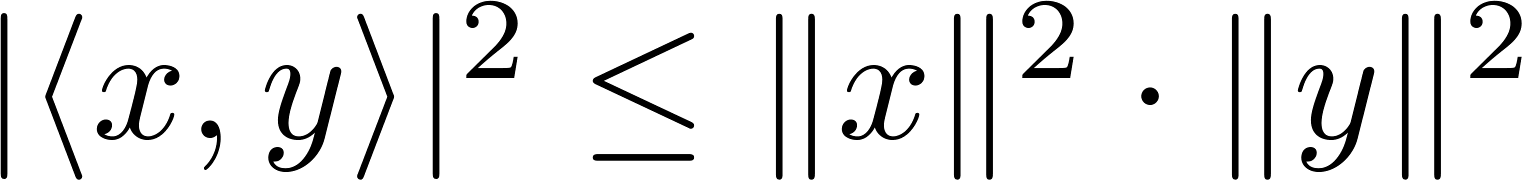 |⟨x, y⟩|² ≤ ‖x‖² · ‖y‖²